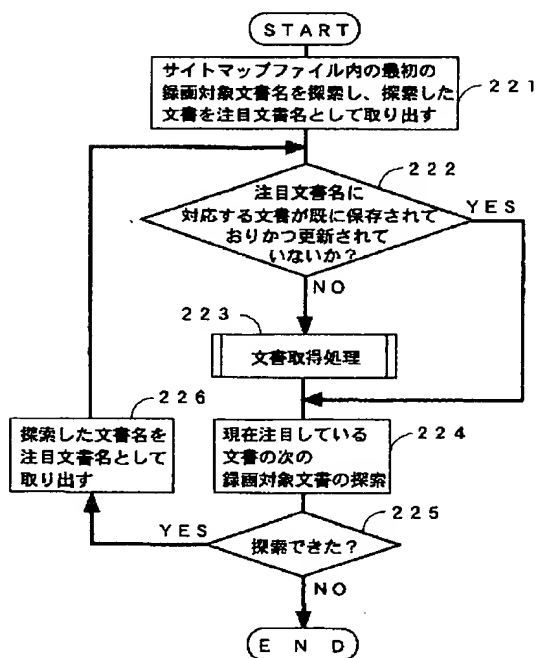 START
サイトマップファイル内の最初の
録画対象文書名を探索し、探索した
文書を注目文書名として取り出す
221
222
注目文書名に
対応する文書が既に保存されて
おりかつ更新されて
いないか?
YES
NO
223
文書取得処理
226
探索した文書名を
注目文書名として
取り出す
現在注目している
文書の次の
録画対象文書の探索
224
225
YES
探索できた?
NO
END